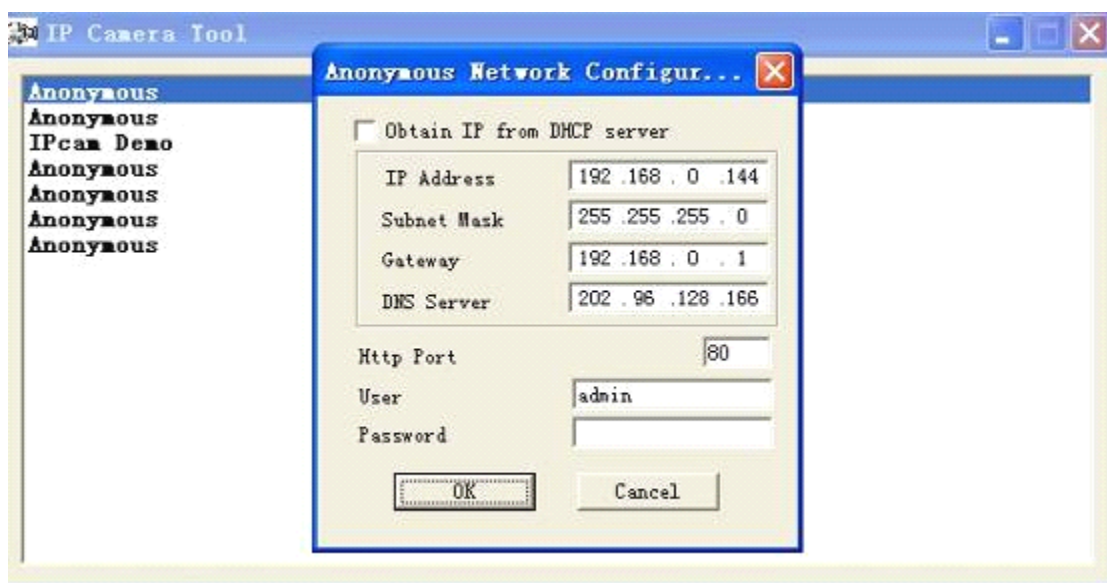 IP Camera Tool
Anonymous Network Configur...
Anonymous
Anonymous
IPcam Demo
Anonymous
Anonymous
Anonymous
Anonymous
Obtain IP from DHCP server
IP Address 192 .168 . 0 .144
Subnet Mask 255 .255 .255 . 0
Gateway 192 .168 . 0 . 1
DNS Server 202 . 96 .128 .166
Http Port 80
User admin
Password
OK Cancel